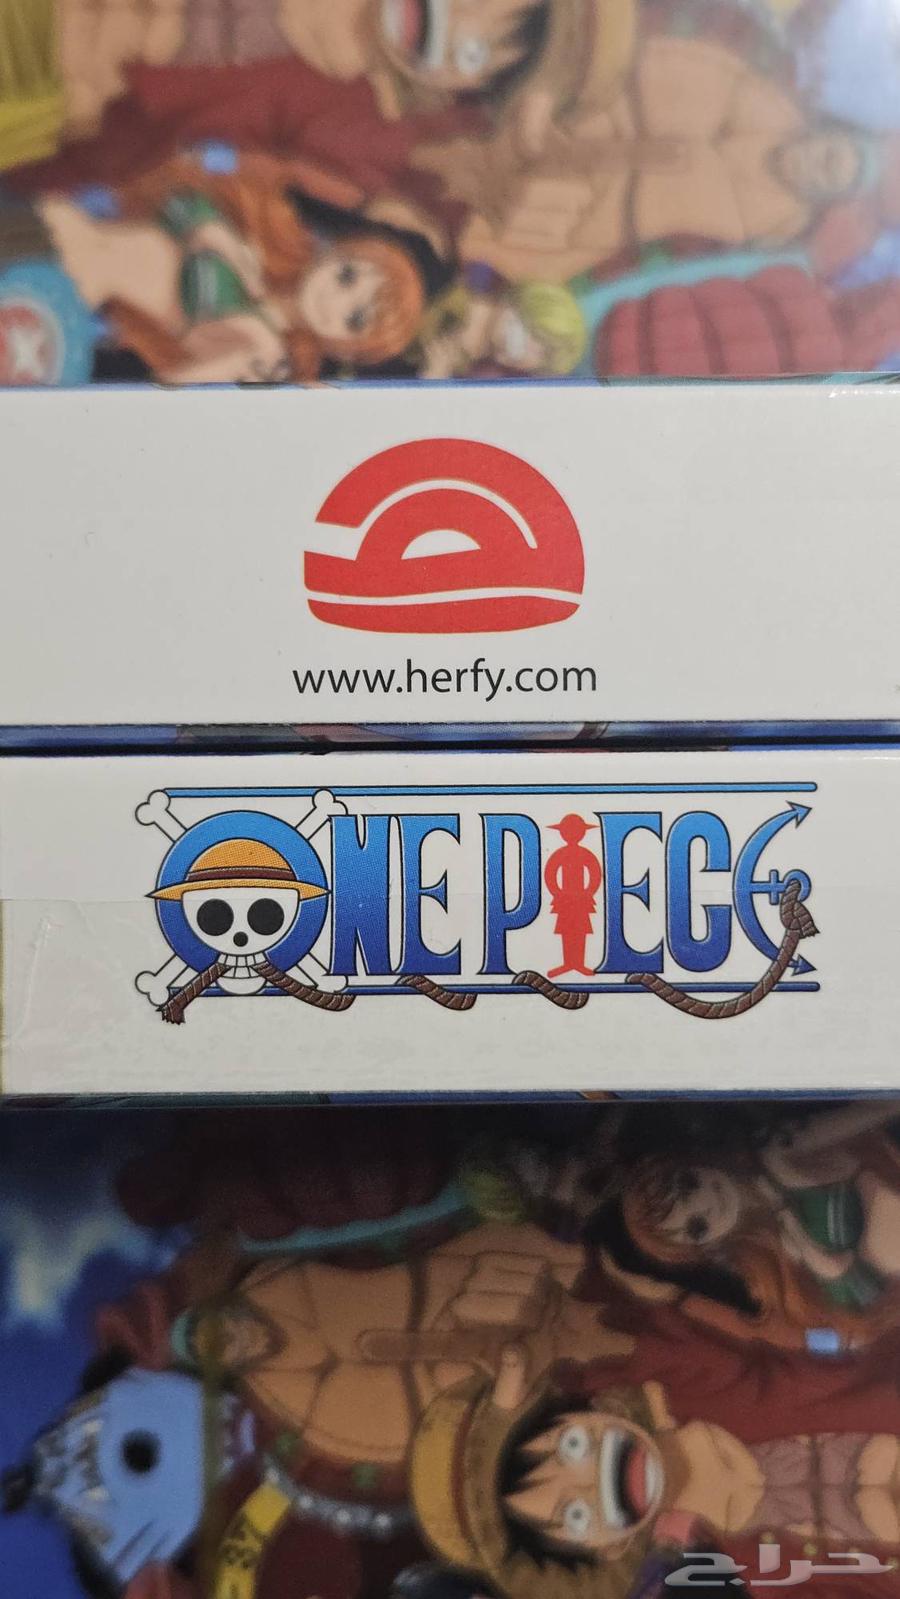 www.herfy.com
ONE PIECE
حراج